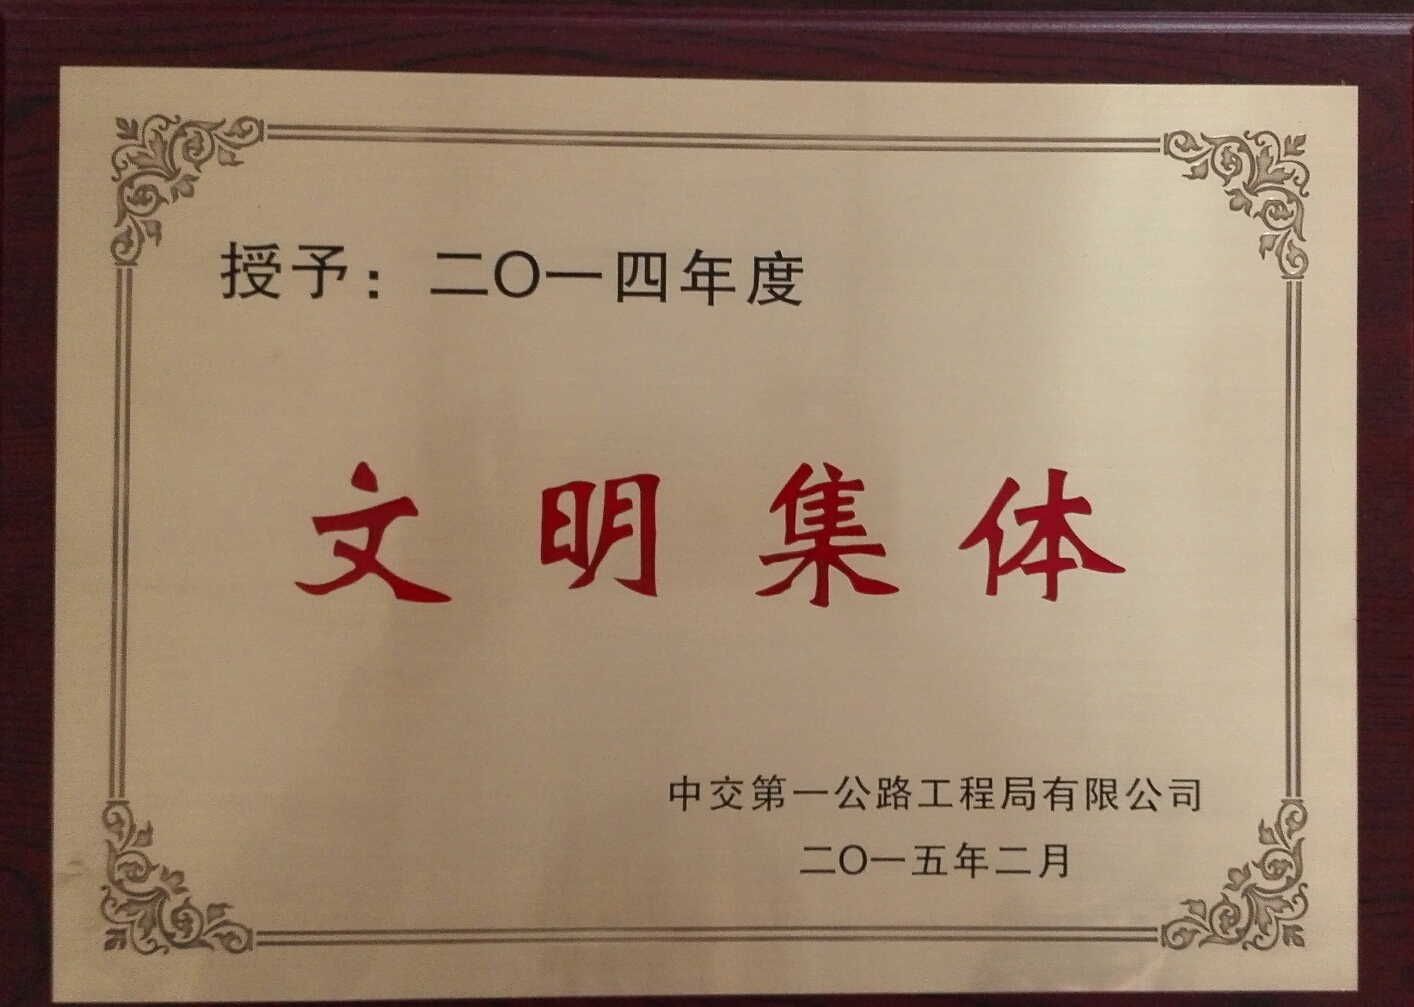 授予：二〇一四年度
文明集体
中交第一公路工程局有限公司
二〇一五年二月